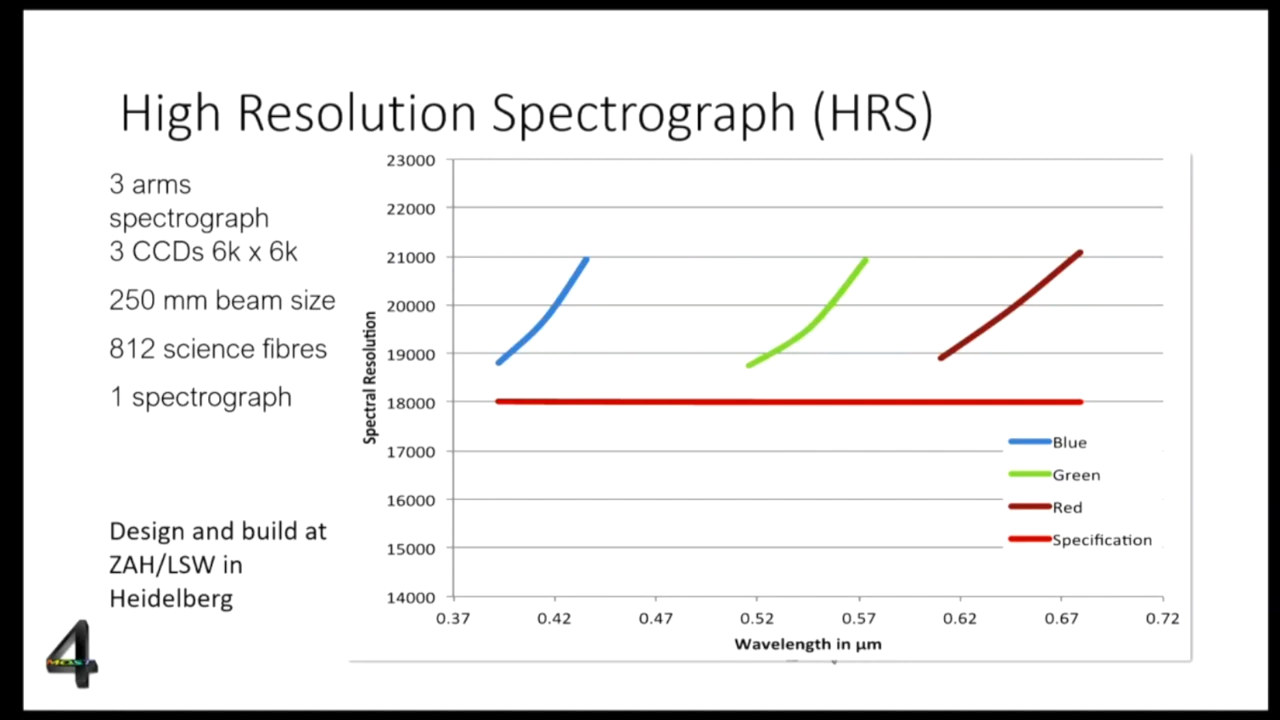 High Resolution Spectrograph (HRS)
3 arms
spectrograph
3 CCDs 6k x 6k
250 mm beam size
812 science fibres
1 spectrograph
Design and build at
ZAH/LSW in
Heidelberg
4
MOS
23000
22000
21000
20000
19000
18000
17000
16000
15000
14000
Spectral Resolution
0.37 0.42 0.47 0.52 0.57 0.62 0.67 0.72
Wavelength in µm
Blue
Green
Red
Specification